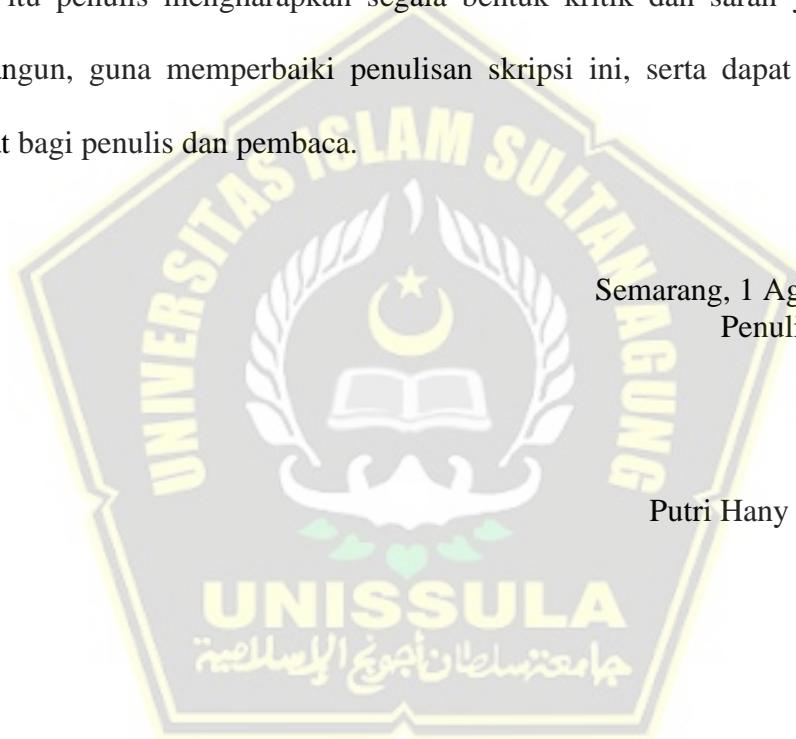 itu penulis mengharapkan segala bentuk kritik dan saran
angun, guna memperbaiki penulisan skripsi ini, serta dapat
t bagi penulis dan pembaca.
UNIVERSITAS ISLAM SULTAN AGUNG
Semarang, 1 Ag
Penuli
Putri Hany
UNISSULA
جامعة سلطان أجونج الإسلامية